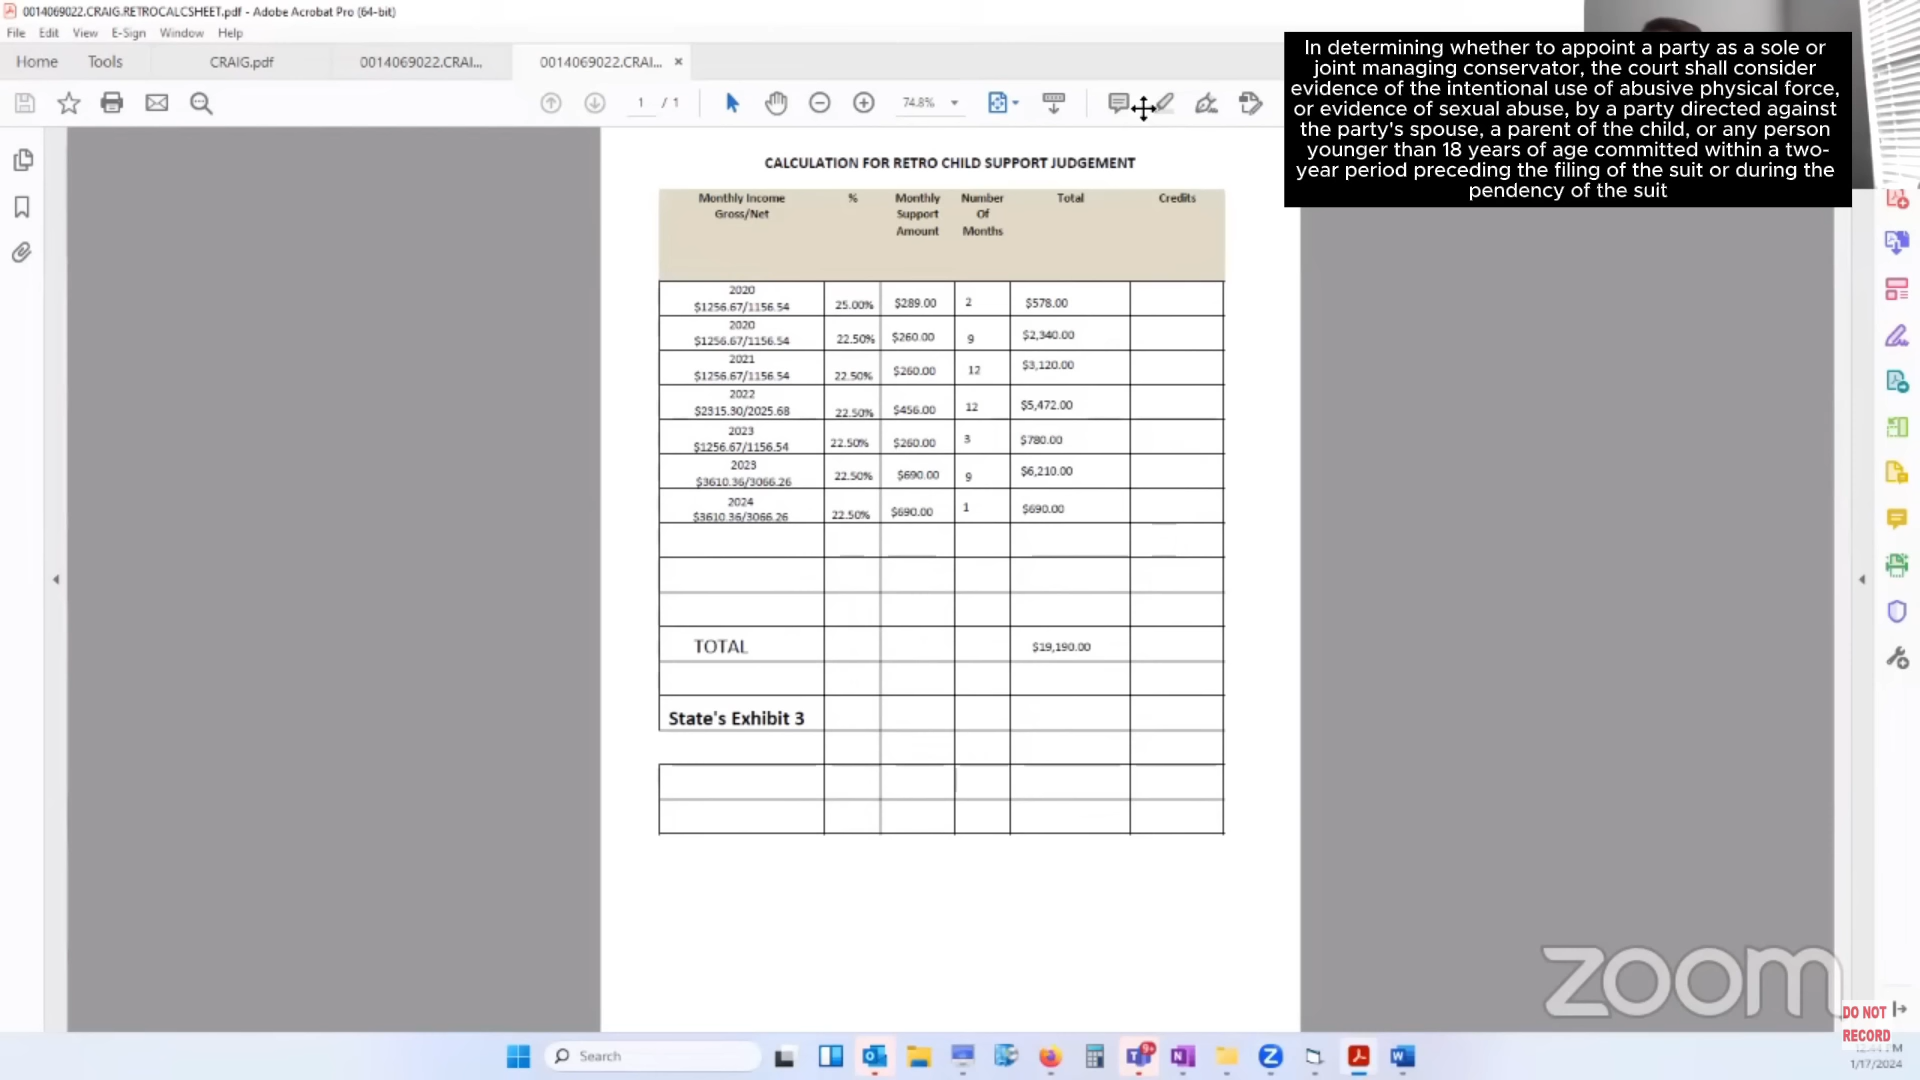 0014069022.CRAIG.RETROCALCSHEET.pdf - Adobe Acrobat Pro (64-bit)
File Edit View E-Sign Window Help
Home Tools CRAIG.pdf 0014069022.CRAI... 0014069022.CRAI... ×
1 / 1 74.8%
In determining whether to appoint a party as a sole or
joint managing conservator, the court shall consider
evidence of the intentional use of abusive physical force,
or evidence of sexual abuse, by a party directed against
the party's spouse, a parent of the child, or any person
younger than 18 years of age committed within a two-
year period preceding the filing of the suit or during the
pendency of the suit
CALCULATION FOR RETRO CHILD SUPPORT JUDGEMENT
Monthly Income % Monthly Number Total Credits
Gross/Net Support Of
Amount Months
2020
$1256.67/1156.54 25.00% $289.00 2 $578.00
2020
$1256.67/1156.54 22.50% $260.00 9 $2,340.00
2021
$1256.67/1156.54 22.50% $260.00 12 $3,120.00
2022
$2315.30/2025.68 22.50% $456.00 12 $5,472.00
2023
$1256.67/1156.54 22.50% $260.00 3 $780.00
2023
$3610.36/3066.26 22.50% $690.00 9 $6,210.00
2024
$3610.36/3066.26 22.50% $690.00 1 $690.00
TOTAL $19,190.00
State's Exhibit 3
zoom
DO NOT
RECORD
Search
9+
1/17/2024